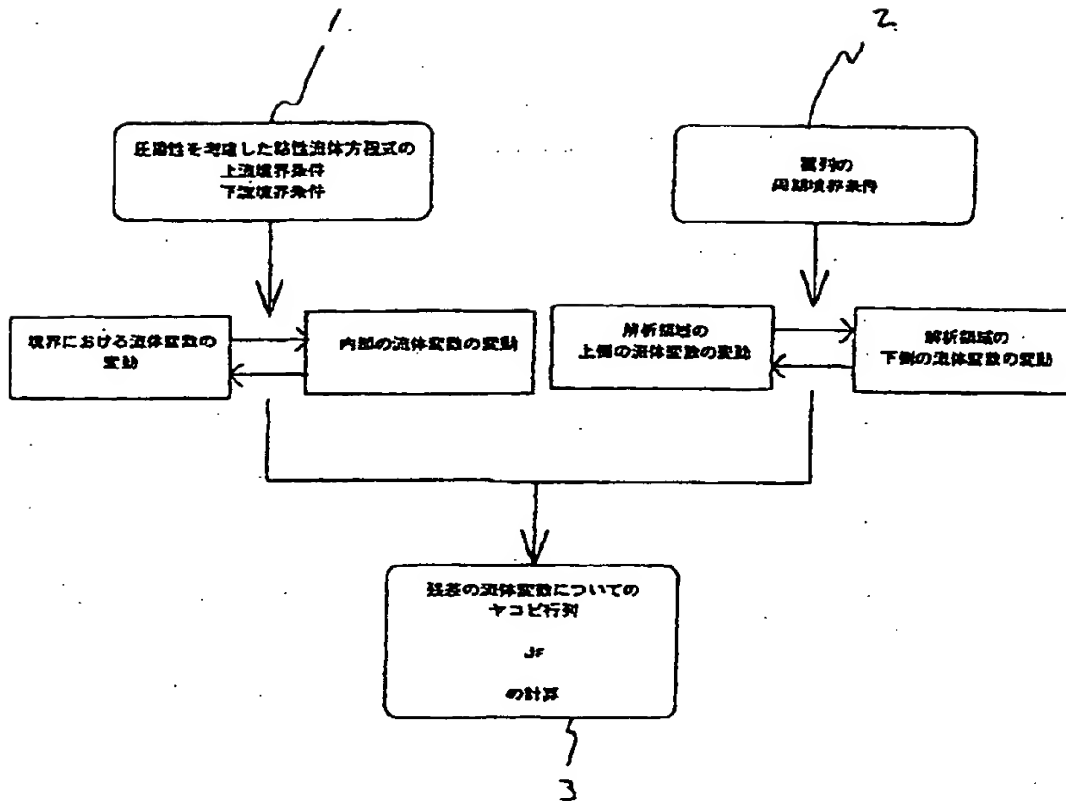 1
2
圧縮性を考慮した粘性流体方程式の
上流境界条件
下流境界条件
翼列の
周期境界条件
境界における流体変数の
変動
内部の流体変数の変動
解析領域の
上側の流体変数の変動
解析領域の
下側の流体変数の変動
残差の流体変数についての
ヤコビ行列
JF
の計算
3